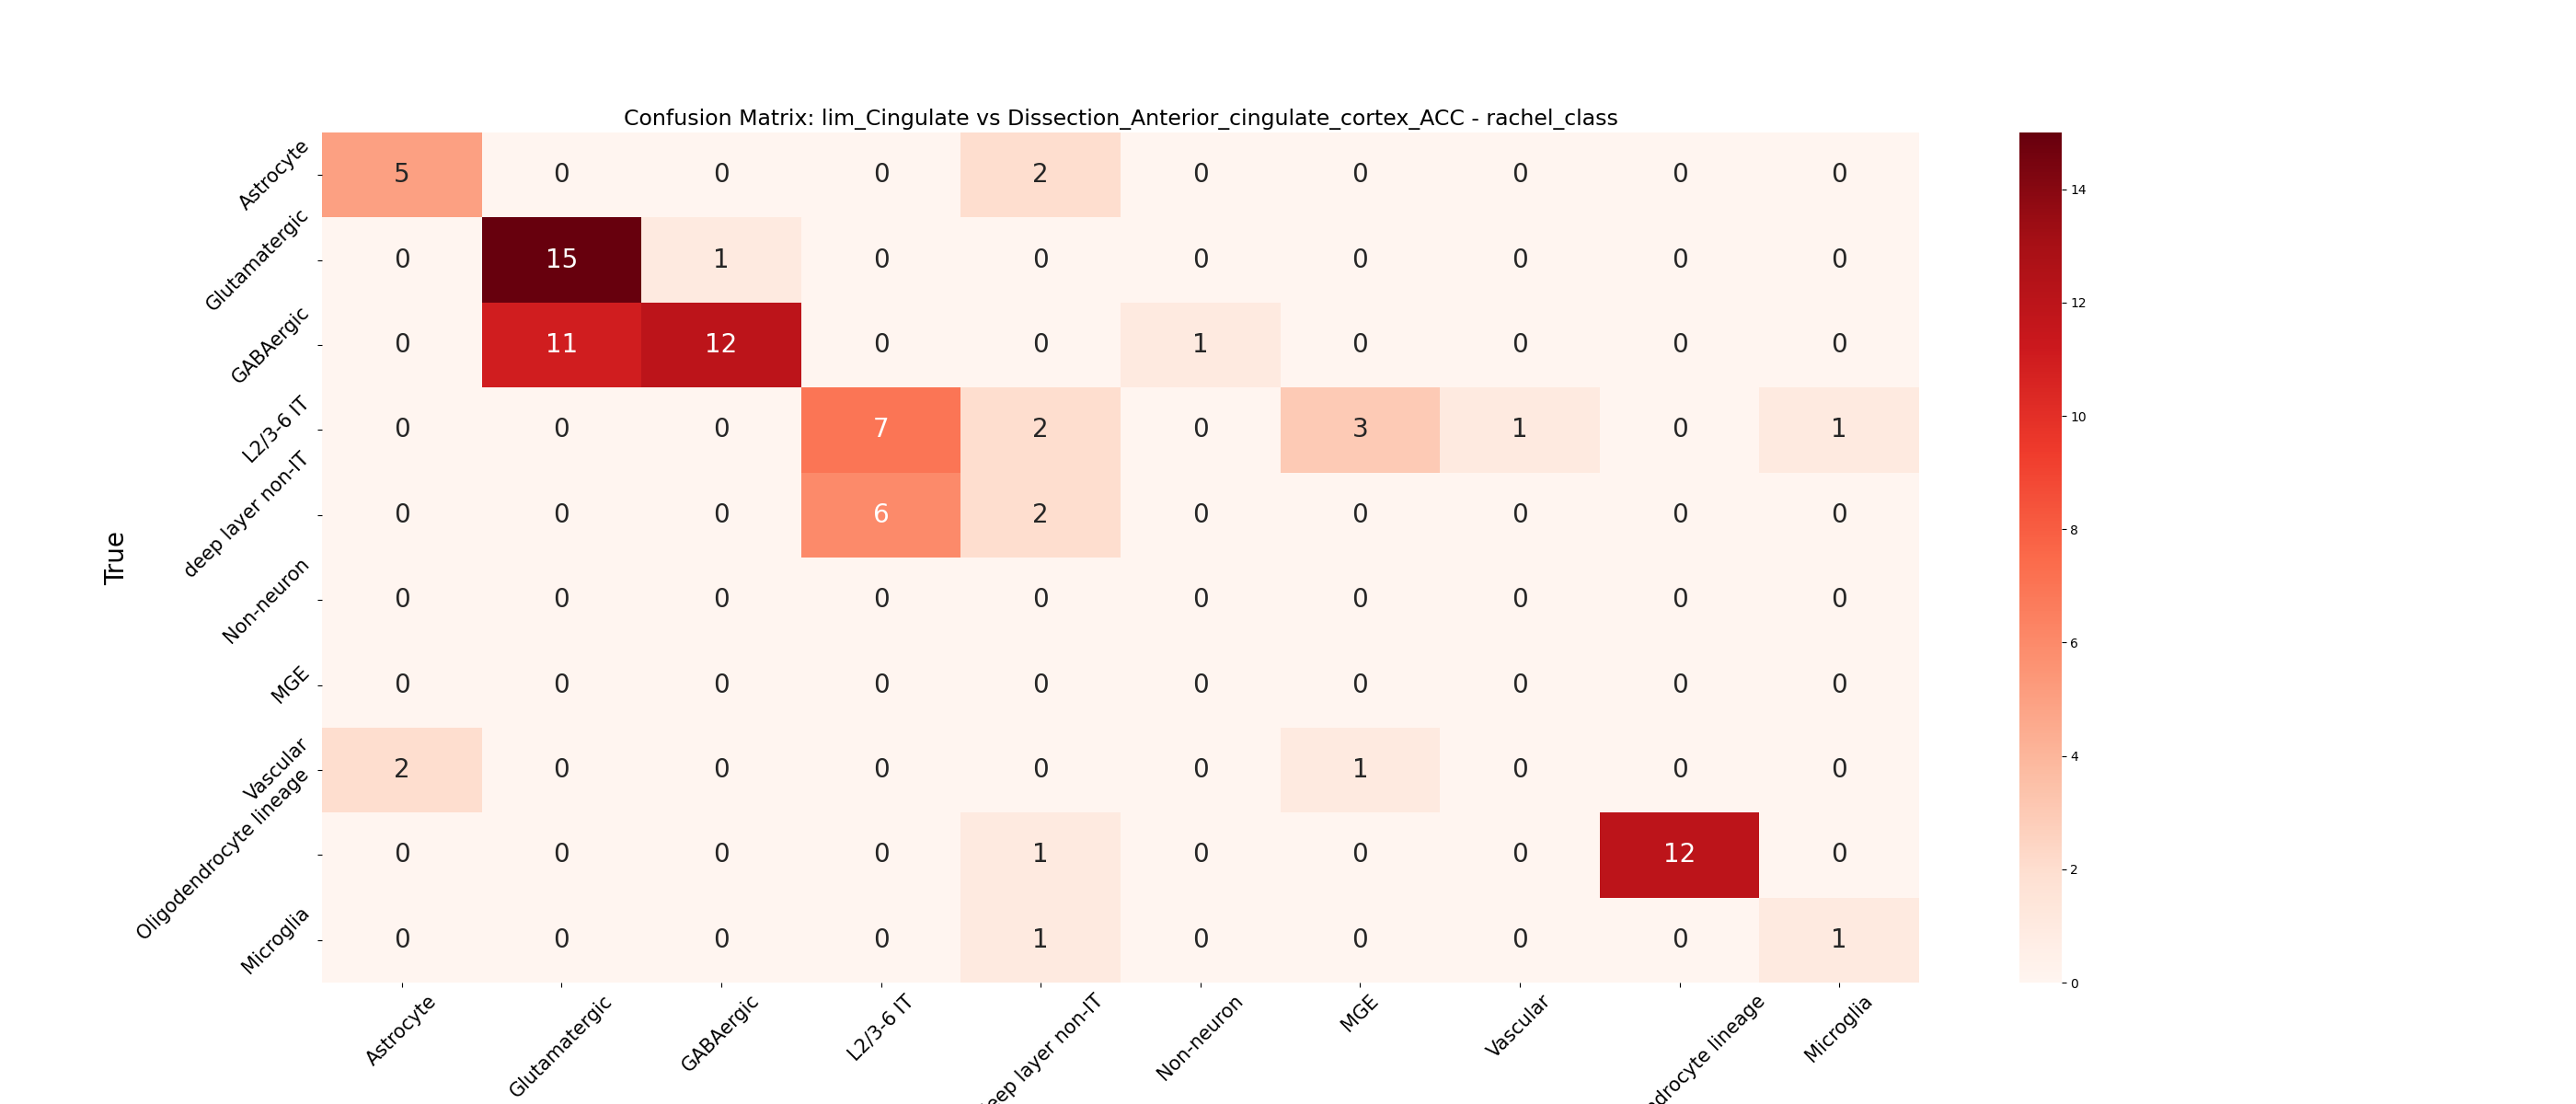 Confusion Matrix: lim_Cingulate vs Dissection_Anterior_cingulate_cortex_ACC - rachel_class
Astrocyte 5 0 0 0 2 0 0 0 0 0
Glutamatergic 0 15 1 0 0 0 0 0 0 0
GABAergic 0 11 12 0 0 1 0 0 0 0
L2/3-6 IT 0 0 0 7 2 0 3 1 0 1
deep layer non-IT 0 0 0 6 2 0 0 0 0 0
Non-neuron 0 0 0 0 0 0 0 0 0 0
MGE 0 0 0 0 0 0 0 0 0 0
Vascular 2 0 0 0 0 0 1 0 0 0
Oligodendrocyte lineage 0 0 0 0 1 0 0 0 12 0
Microglia 0 0 0 0 1 0 0 0 0 1
True
Astrocyte
Glutamatergic
GABAergic
L2/3-6 IT
eep layer non-IT
Non-neuron
MGE
Vascular
drocyte lineage
Microglia
14
12
10
8
6
4
2
0